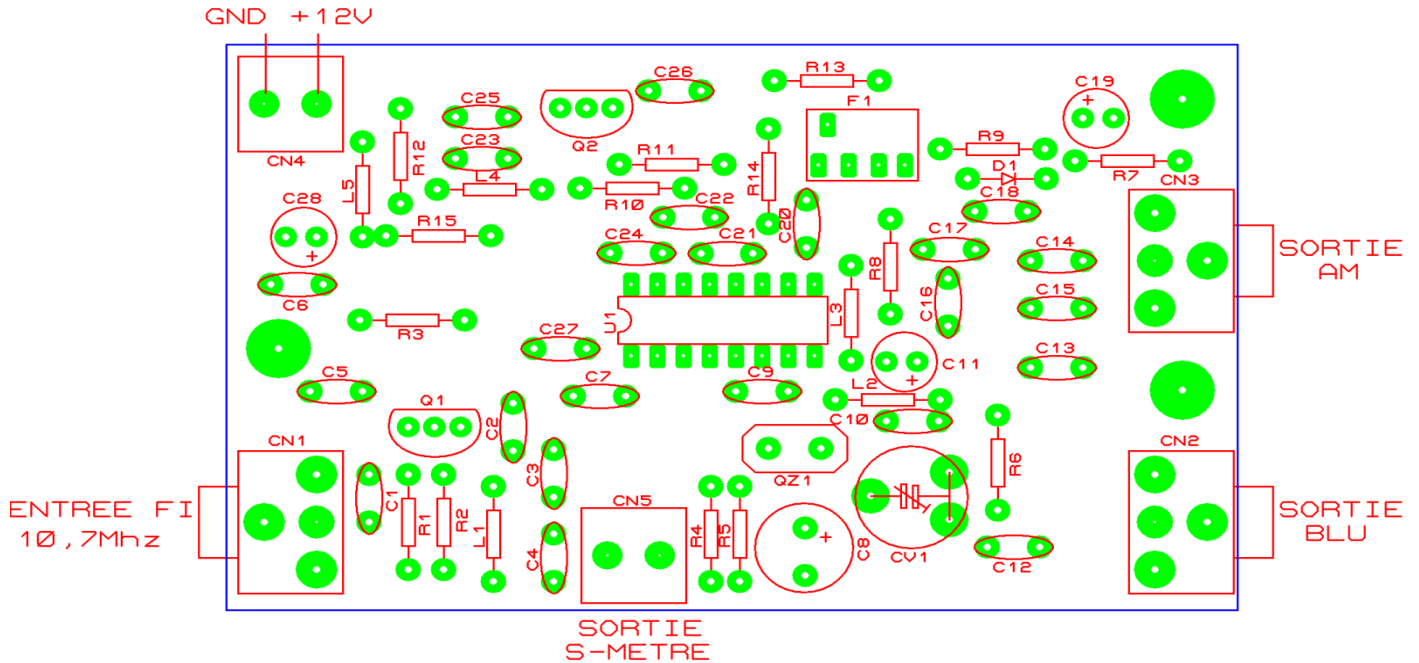 GND +12V
C26
R13
C19
C25
F1
Q2
CN4
R12
C23
R11
R9
L5
L4
R14
D1
R7
CN3
C28
R10
C22
C18
R15
C20
C24
C21
C17
C14
SORTIE
AM
R8
C6
C16
C15
U1
L3
R3
C27
C13
C11
C5
C7
C9
L2
Q1
C2
C10
CN1
CN2
C3
QZ1
R6
ENTREE FI
10,7Mhz
C1
R1
R2
L1
CN5
R4
R5
+
C8
CV1
SORTIE
BLU
C4
C12
SORTIE
S-METRE